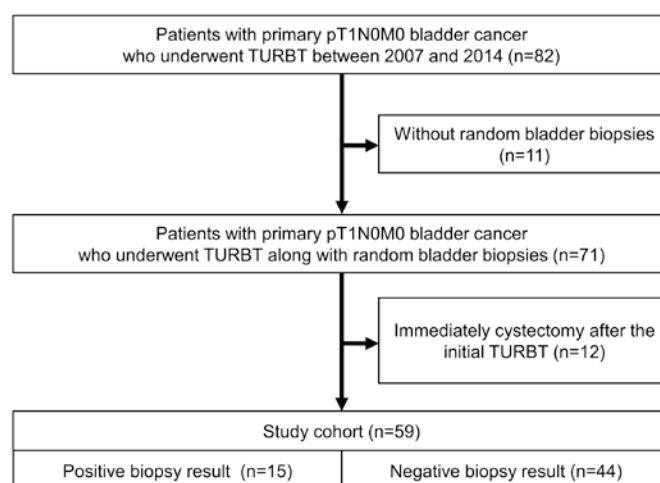 Patients with primary pT1N0M0 bladder cancer
who underwent TURBT between 2007 and 2014 (n=82)
Without random bladder biopsies
(n=11)
Patients with primary pT1N0M0 bladder cancer
who underwent TURBT along with random bladder biopsies (n=71)
Immediately cystectomy after the
initial TURBT (n=12)
Study cohort (n=59)
Positive biopsy result (n=15)
Negative biopsy result (n=44)